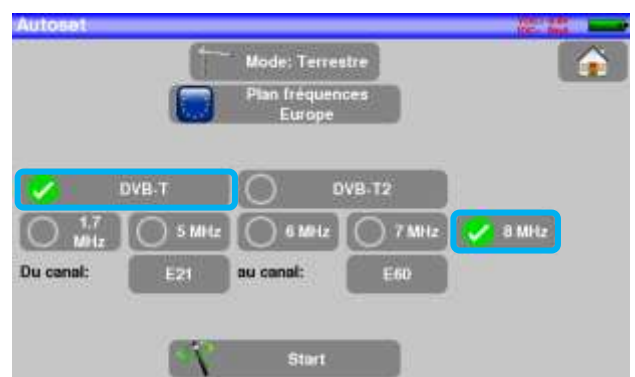 Autoset
Mode: Terrestre
Plan fréquences
Europe
DVB-T
DVB-T2
1,7
MHz
5 MHz
6 MHz
7 MHz
8 MHz
Du canal:
E21
au canal:
E60
Start